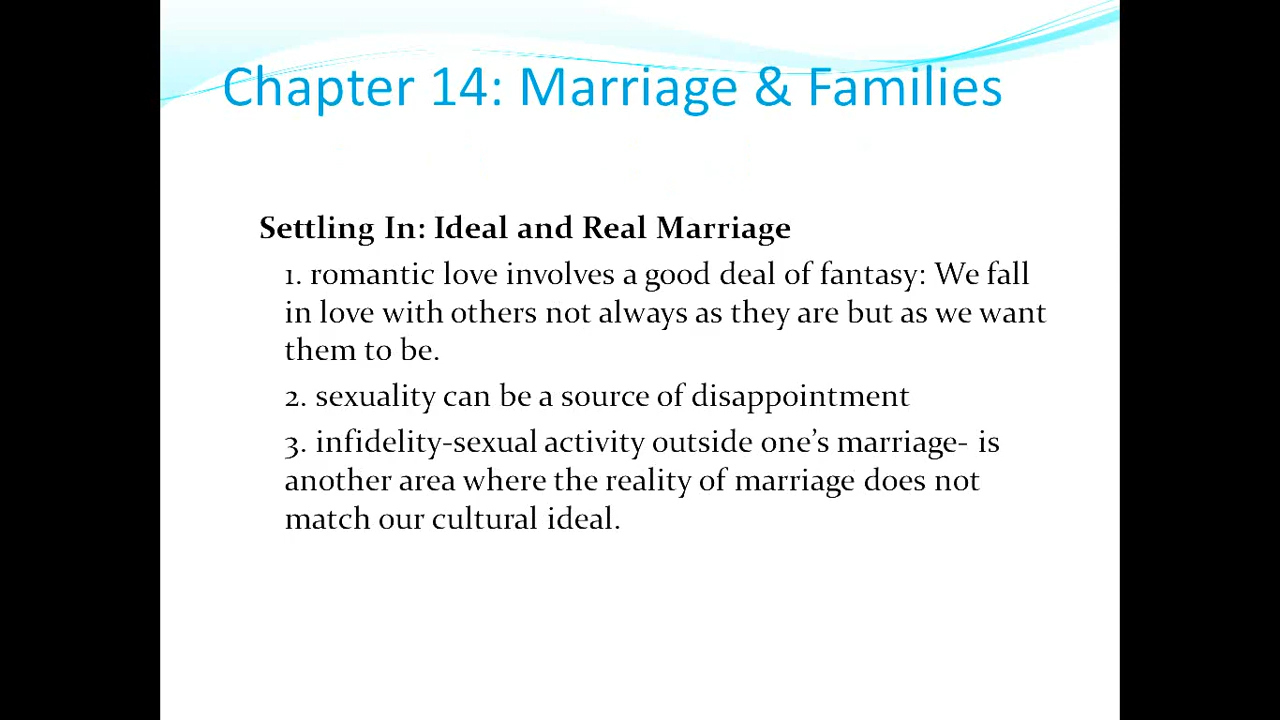 Chapter 14: Marriage & Families
Settling In: Ideal and Real Marriage
1. romantic love involves a good deal of fantasy: We fall
in love with others not always as they are but as we want
them to be.
2. sexuality can be a source of disappointment
3. infidelity-sexual activity outside one’s marriage- is
another area where the reality of marriage does not
match our cultural ideal.